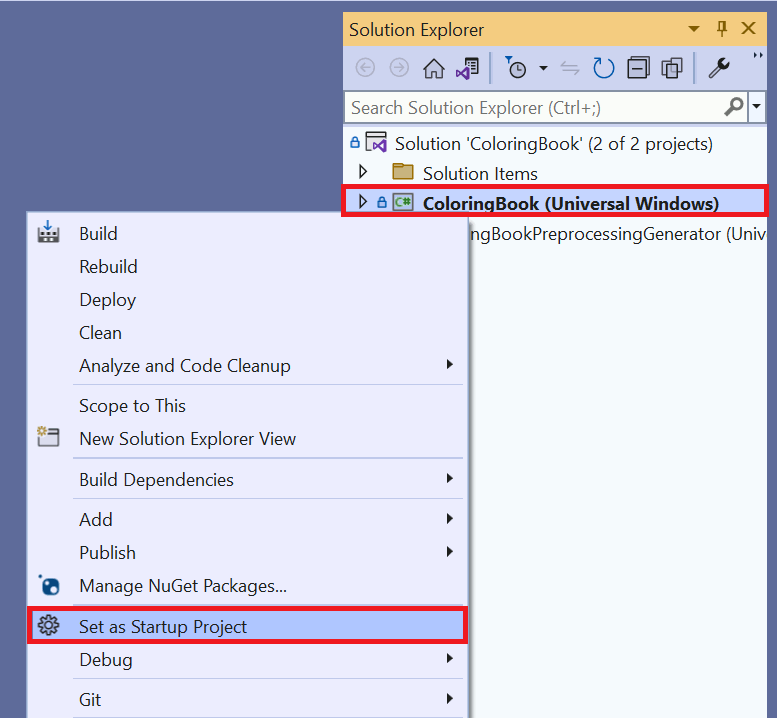 Solution Explorer
Search Solution Explorer (Ctrl+;)
Solution 'ColoringBook' (2 of 2 projects)
Solution Items
C# ColoringBook (Universal Windows)
ngBookPreprocessingGenerator (Univ
Build
Rebuild
Deploy
Clean
Analyze and Code Cleanup
Scope to This
New Solution Explorer View
Build Dependencies
Add
Publish
Manage NuGet Packages...
Set as Startup Project
Debug
Git